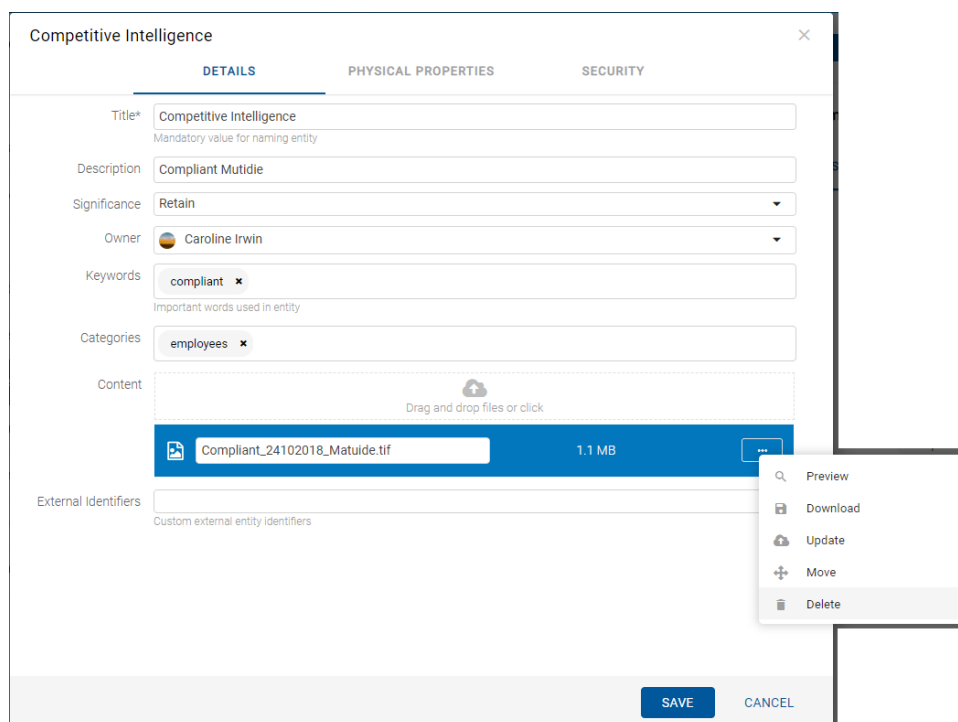 Competitive Intelligence
DETAILS PHYSICAL PROPERTIES SECURITY
Title* Competitive Intelligence
Mandatory value for naming entity
Description Compliant Mutidie
Significance Retain
Owner Caroline Irwin
Keywords compliant
Important words used in entity
Categories employees
Content
Drag and drop files or click
Compliant_24102018_Matuide.tif 1.1 MB
Preview
External Identifiers
Download
Custom external entity identifiers
Update
Move
Delete
SAVE CANCEL